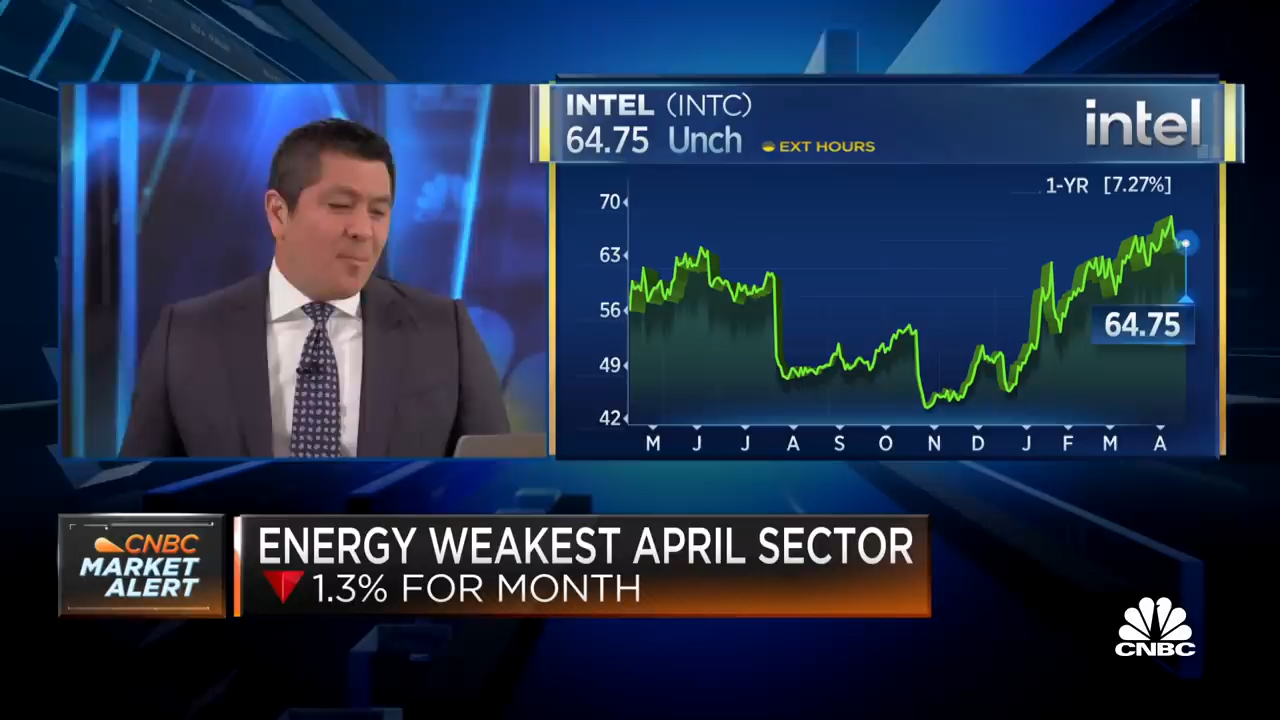 INTEL (INTC)
64.75 Unch EXT HOURS
intel
1-YR [7.27%]
70
63
56
49
42
64.75
M J J A S O N D J F M A
CNBC
MARKET
ALERT
ENERGY WEAKEST APRIL SECTOR
1.3% FOR MONTH
CNBC